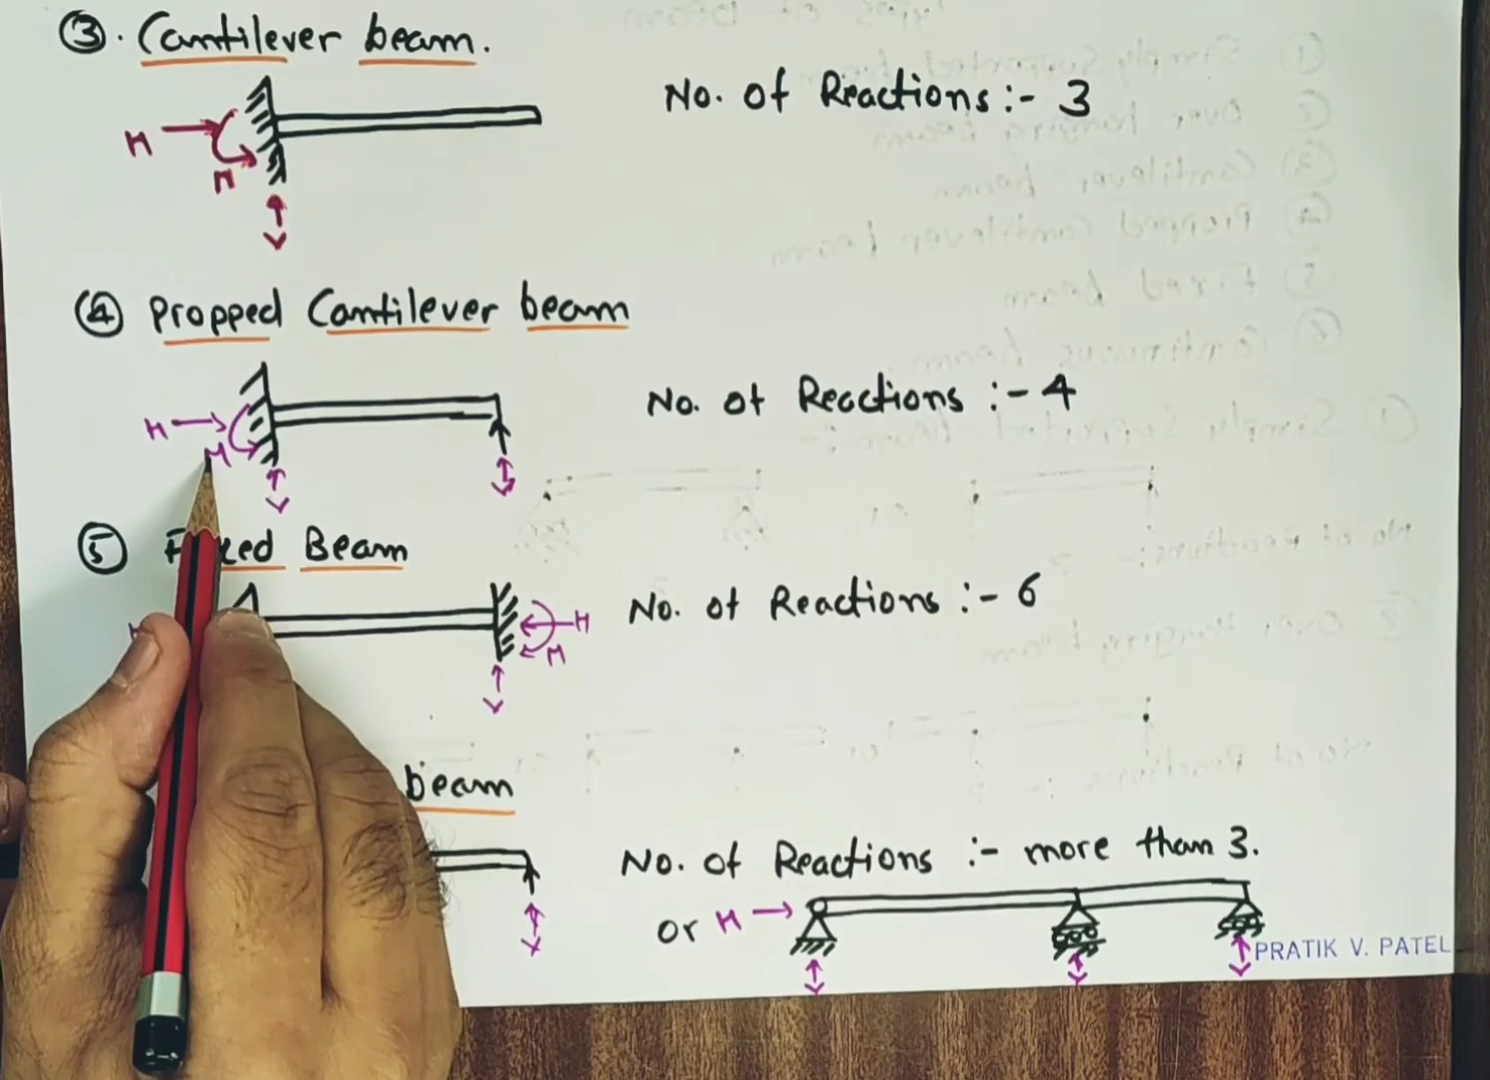 ③. Cantilever beam.
No. of Reactions :- 3
H
M
V
④ Propped Cantilever beam
No. of Reactions :- 4
H
M
V
V
⑤ Fixed Beam
No. of Reactions :- 6
H
M
V
beam
No. of Reactions :- more than 3.
V
or H
V
V
V
PRATIK V. PATEL